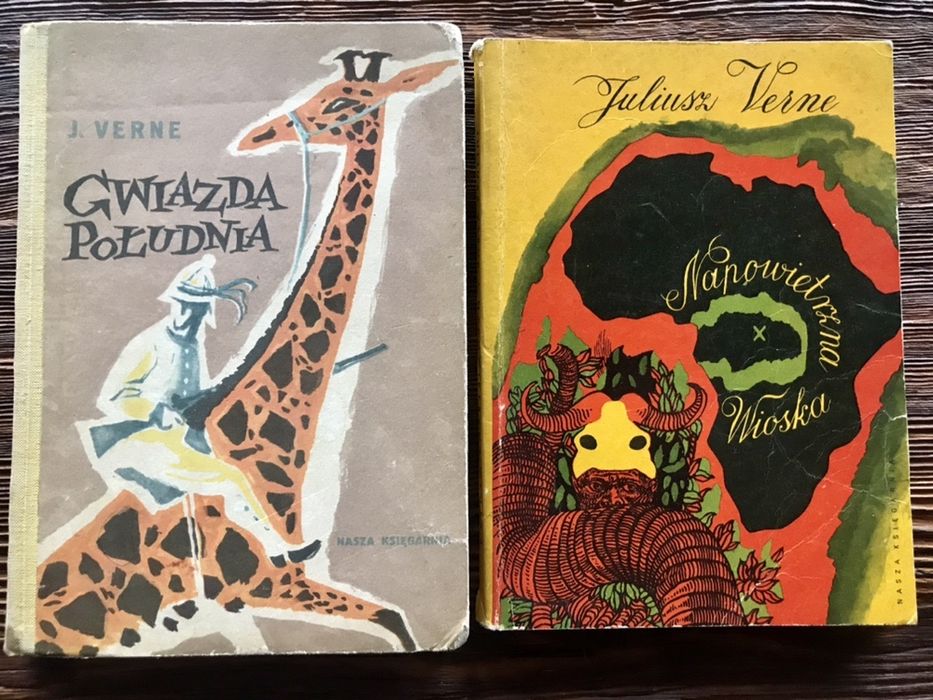 J. VERNE
GWIAZDA
POŁUDNIA
NASZA KSIĘGARNIA
Juliusz Verne
Napowietrzna
Wioska
NASZA KSIĘGARNIA